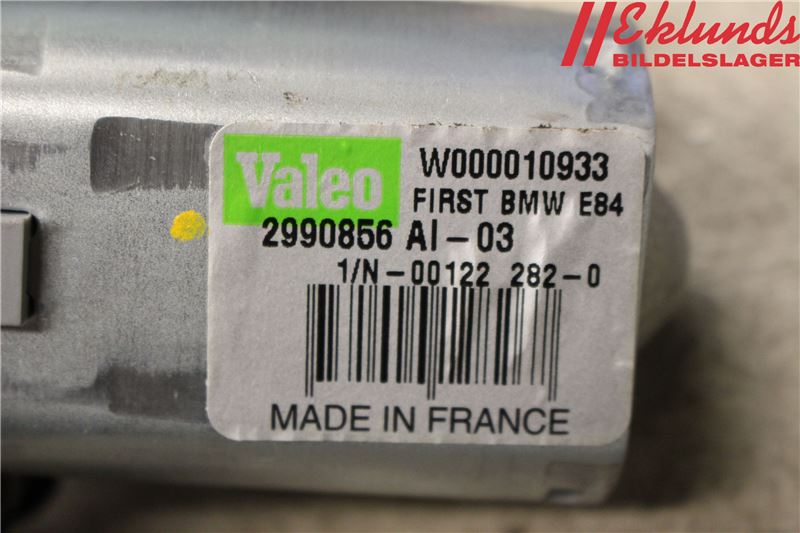 Eklunds
BILDELSLAGER
Valeo
W000010933
FIRST BMW E84
2990856 AI-03
1/N-00122 282-0
MADE IN FRANCE